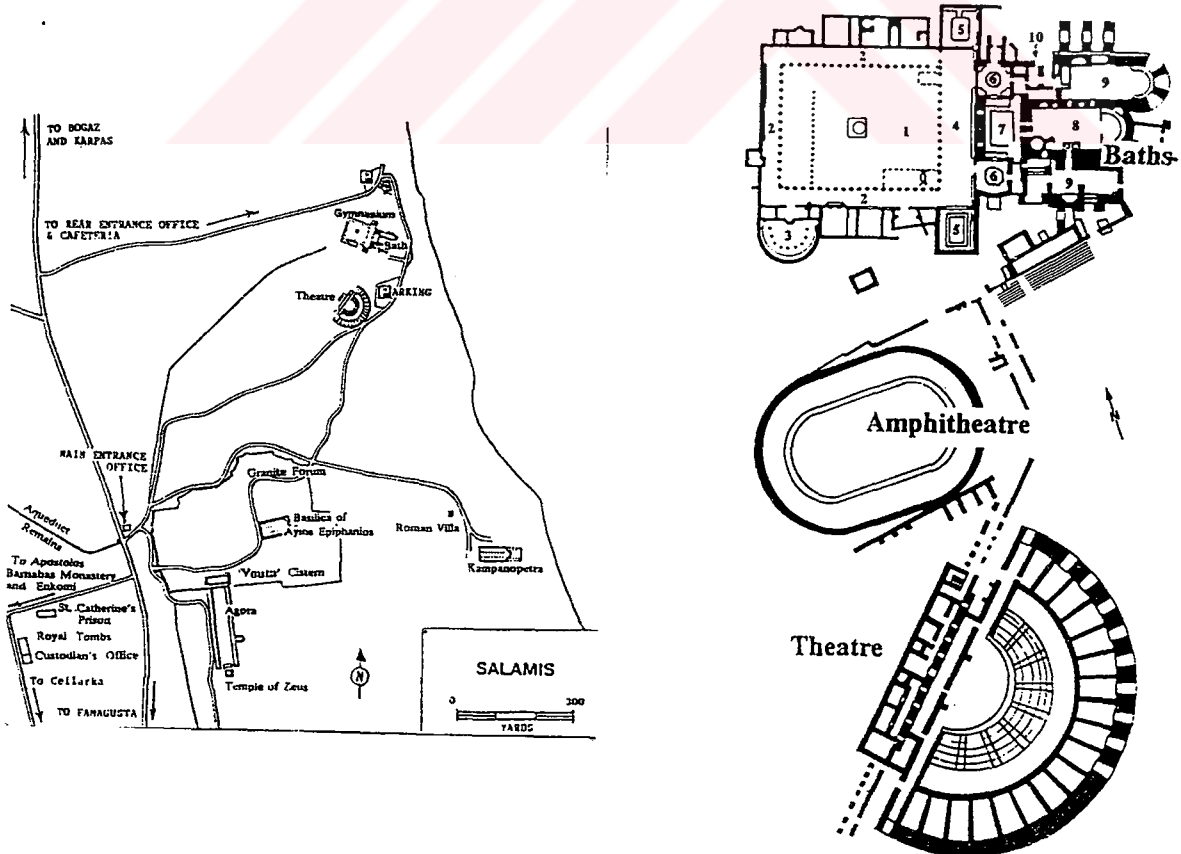 TO BOGAZ
AND KARPAS
TO REAR ENTRANCE OFFICE
& CAFETERIA
P
Gymnasium
Bath
Theatre
PARKING
MAIN ENTRANCE
OFFICE
Granite Forum
Aqueduct
Remains
Basilica of
Ayios Epiphanios
Roman Villa
Kampanopetra
To Apostolos
Barnabas Monastery
and Enkomi
'Vouta' Cistern
St. Catherine's
Prison
Agora
Royal Tombs
Custodian's Office
To Cellarka
Temple of Zeus
TO FAMAGUSTA
N
SALAMIS
0 200
YARDS
5
10
2
6
9
2
1
4
7
8
Baths
6
9
2
3
5
N
Amphitheatre
Theatre